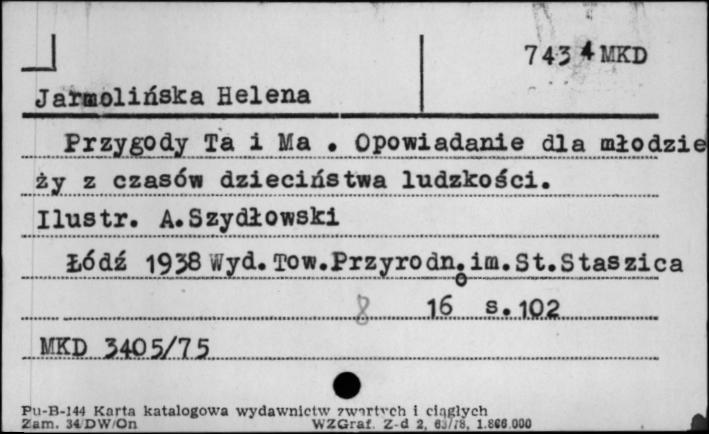 743 4 MKD
Jarmolińska Helena
Przygody Ta i Ma . Opowiadanie dla młodzie
ży z czasów dzieciństwa ludzkości.
Ilustr. A.Szydłowski
Łódź 1938 Wyd.Tow.Przyrodn.im.St.Staszica
8 16 o s.102
MKD 3405/75
Pu-B-144 Karta katalogowa wydawnictw zwartych i ciągłych
Zam. 34/DW/On WZGraf. Z-d 2, 63/78, 1.866.000